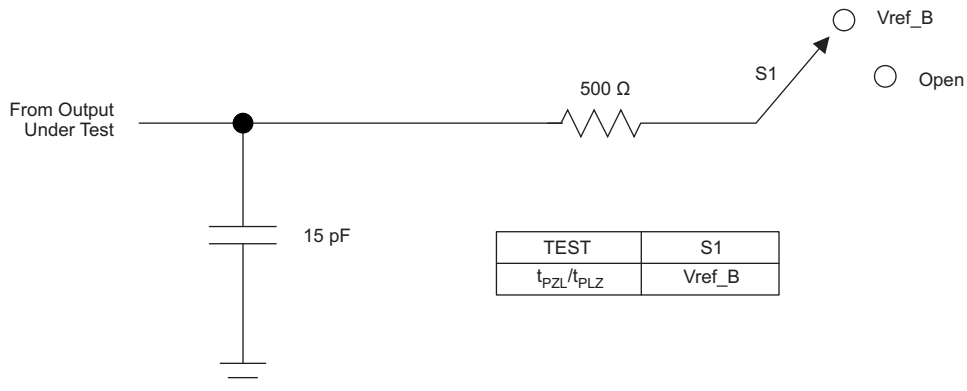 Vref_B
S1
Open
500 Ω
From Output
Under Test
15 pF
TEST S1
tPZL/tPLZ Vref_B